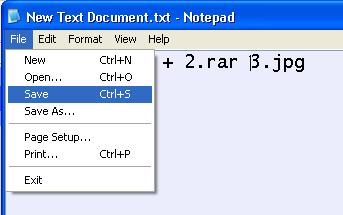 New Text Document.txt - Notepad
File Edit Format View Help
New Ctrl+N
Open... Ctrl+O
Save Ctrl+S
Save As...
Page Setup...
Print... Ctrl+P
Exit
+ 2.rar 3.jpg